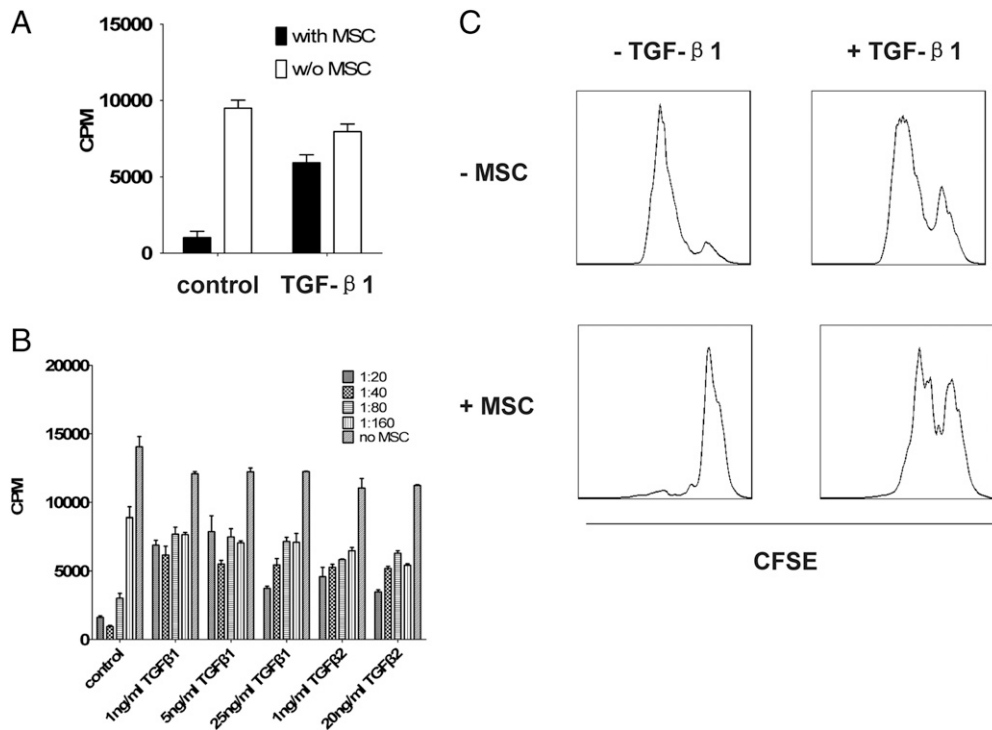 A
15000
10000
5000
0
CPM
with MSC
w/o MSC
control
TGF-β1
B
20000
15000
10000
5000
0
CPM
1:20
1:40
1:80
1:160
no MSC
control
1ng/ml TGFβ1
5ng/ml TGFβ1
25ng/ml TGFβ1
1ng/ml TGFβ2
20ng/ml TGFβ2
C
- TGF-β1
+ TGF-β1
- MSC
+ MSC
CFSE